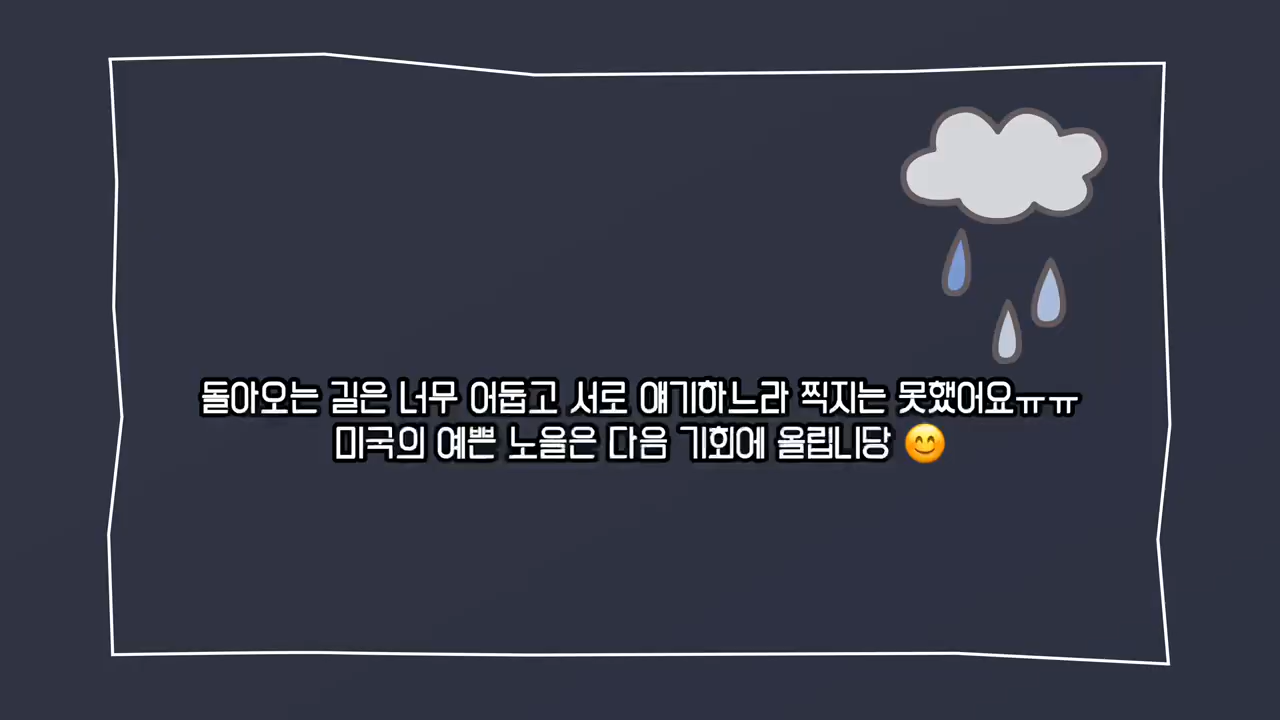 돌아오는 길은 너무 어둡고 서로 얘기하느라 찍지는 못했어요ㅠㅠ
미국의 예쁜 노을은 다음 기회에 올립니당 😊